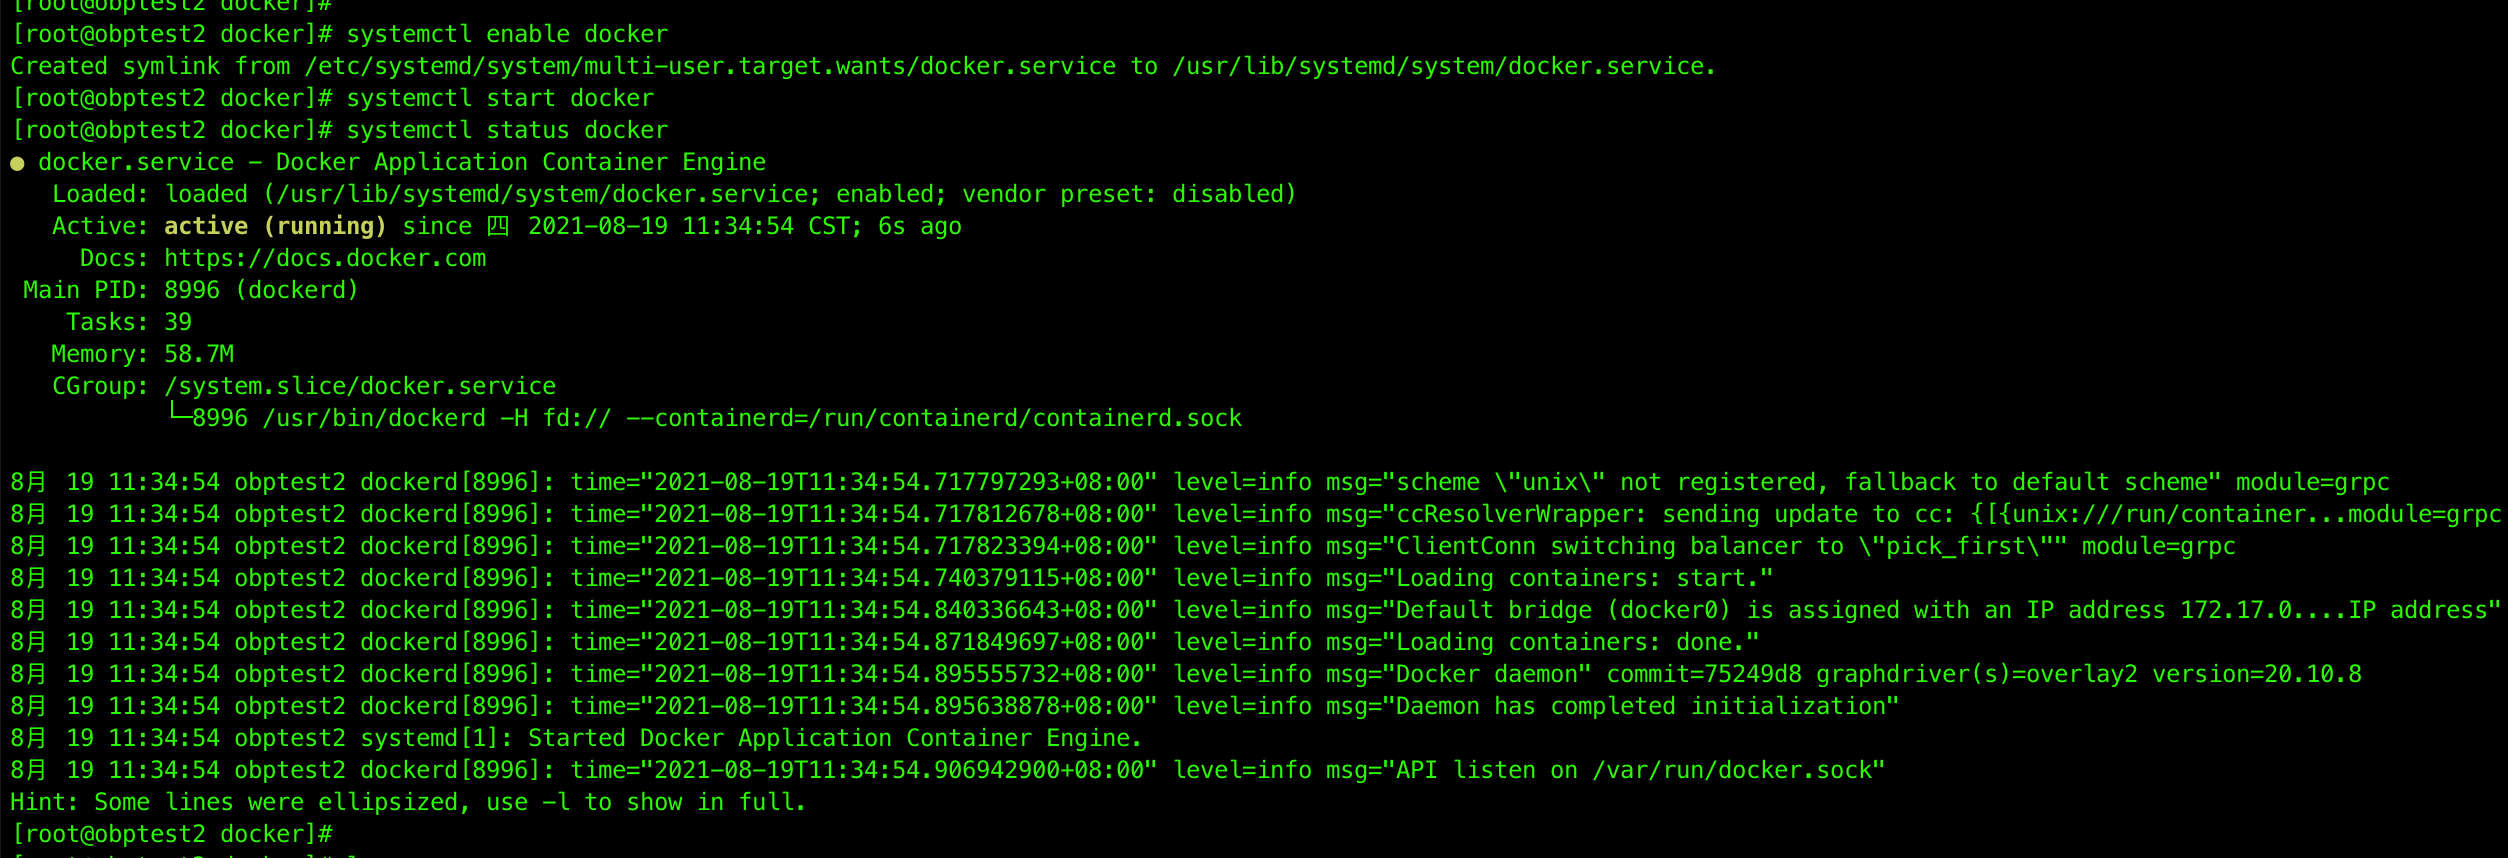 [root@obptest2 docker]#
[root@obptest2 docker]# systemctl enable docker
Created symlink from /etc/systemd/system/multi-user.target.wants/docker.service to /usr/lib/systemd/system/docker.service.
[root@obptest2 docker]# systemctl start docker
[root@obptest2 docker]# systemctl status docker
● docker.service - Docker Application Container Engine
   Loaded: loaded (/usr/lib/systemd/system/docker.service; enabled; vendor preset: disabled)
   Active: active (running) since 四 2021-08-19 11:34:54 CST; 6s ago
     Docs: https://docs.docker.com
 Main PID: 8996 (dockerd)
    Tasks: 39
   Memory: 58.7M
   CGroup: /system.slice/docker.service
           └─8996 /usr/bin/dockerd -H fd:// --containerd=/run/containerd/containerd.sock
8月 19 11:34:54 obptest2 dockerd[8996]: time="2021-08-19T11:34:54.717797293+08:00" level=info msg="scheme \"unix\" not registered, fallback to default scheme" module=grpc
8月 19 11:34:54 obptest2 dockerd[8996]: time="2021-08-19T11:34:54.717812678+08:00" level=info msg="ccResolverWrapper: sending update to cc: {[{unix:///run/container...module=grpc
8月 19 11:34:54 obptest2 dockerd[8996]: time="2021-08-19T11:34:54.717823394+08:00" level=info msg="ClientConn switching balancer to \"pick_first\"" module=grpc
8月 19 11:34:54 obptest2 dockerd[8996]: time="2021-08-19T11:34:54.740379115+08:00" level=info msg="Loading containers: start."
8月 19 11:34:54 obptest2 dockerd[8996]: time="2021-08-19T11:34:54.840336643+08:00" level=info msg="Default bridge (docker0) is assigned with an IP address 172.17.0....IP address"
8月 19 11:34:54 obptest2 dockerd[8996]: time="2021-08-19T11:34:54.871849697+08:00" level=info msg="Loading containers: done."
8月 19 11:34:54 obptest2 dockerd[8996]: time="2021-08-19T11:34:54.895555732+08:00" level=info msg="Docker daemon" commit=75249d8 graphdriver(s)=overlay2 version=20.10.8
8月 19 11:34:54 obptest2 dockerd[8996]: time="2021-08-19T11:34:54.895638878+08:00" level=info msg="Daemon has completed initialization"
8月 19 11:34:54 obptest2 systemd[1]: Started Docker Application Container Engine.
8月 19 11:34:54 obptest2 dockerd[8996]: time="2021-08-19T11:34:54.906942900+08:00" level=info msg="API listen on /var/run/docker.sock"
Hint: Some lines were ellipsized, use -l to show in full.
[root@obptest2 docker]#